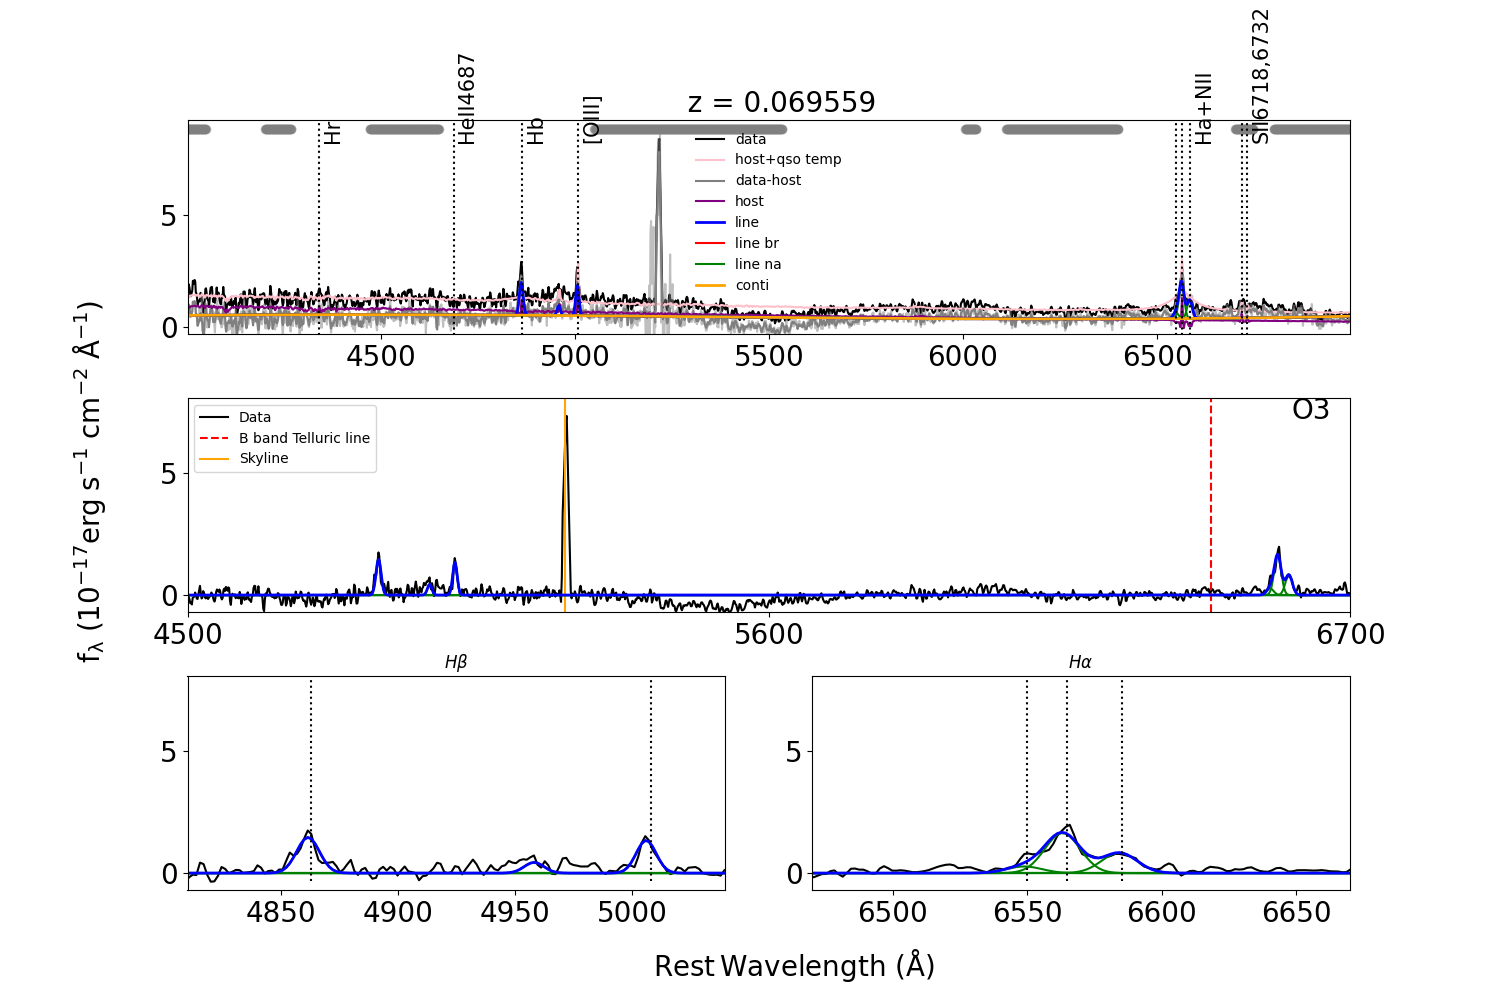 z = 0.069559
Hr
HeII4687
Hb
[OIII]
Ha+NII
SII6718,6732
data
host+qso temp
data-host
host
line
line br
line na
conti
5
0
4500
5000
5500
6000
6500
fλ (10−17erg s−1 cm−2 Å−1)
O3
Data
B band Telluric line
Skyline
5
0
4500
5600
6700
Hβ
5
0
4850
4900
4950
5000
Hα
5
0
6500
6550
6600
6650
Rest Wavelength (Å)